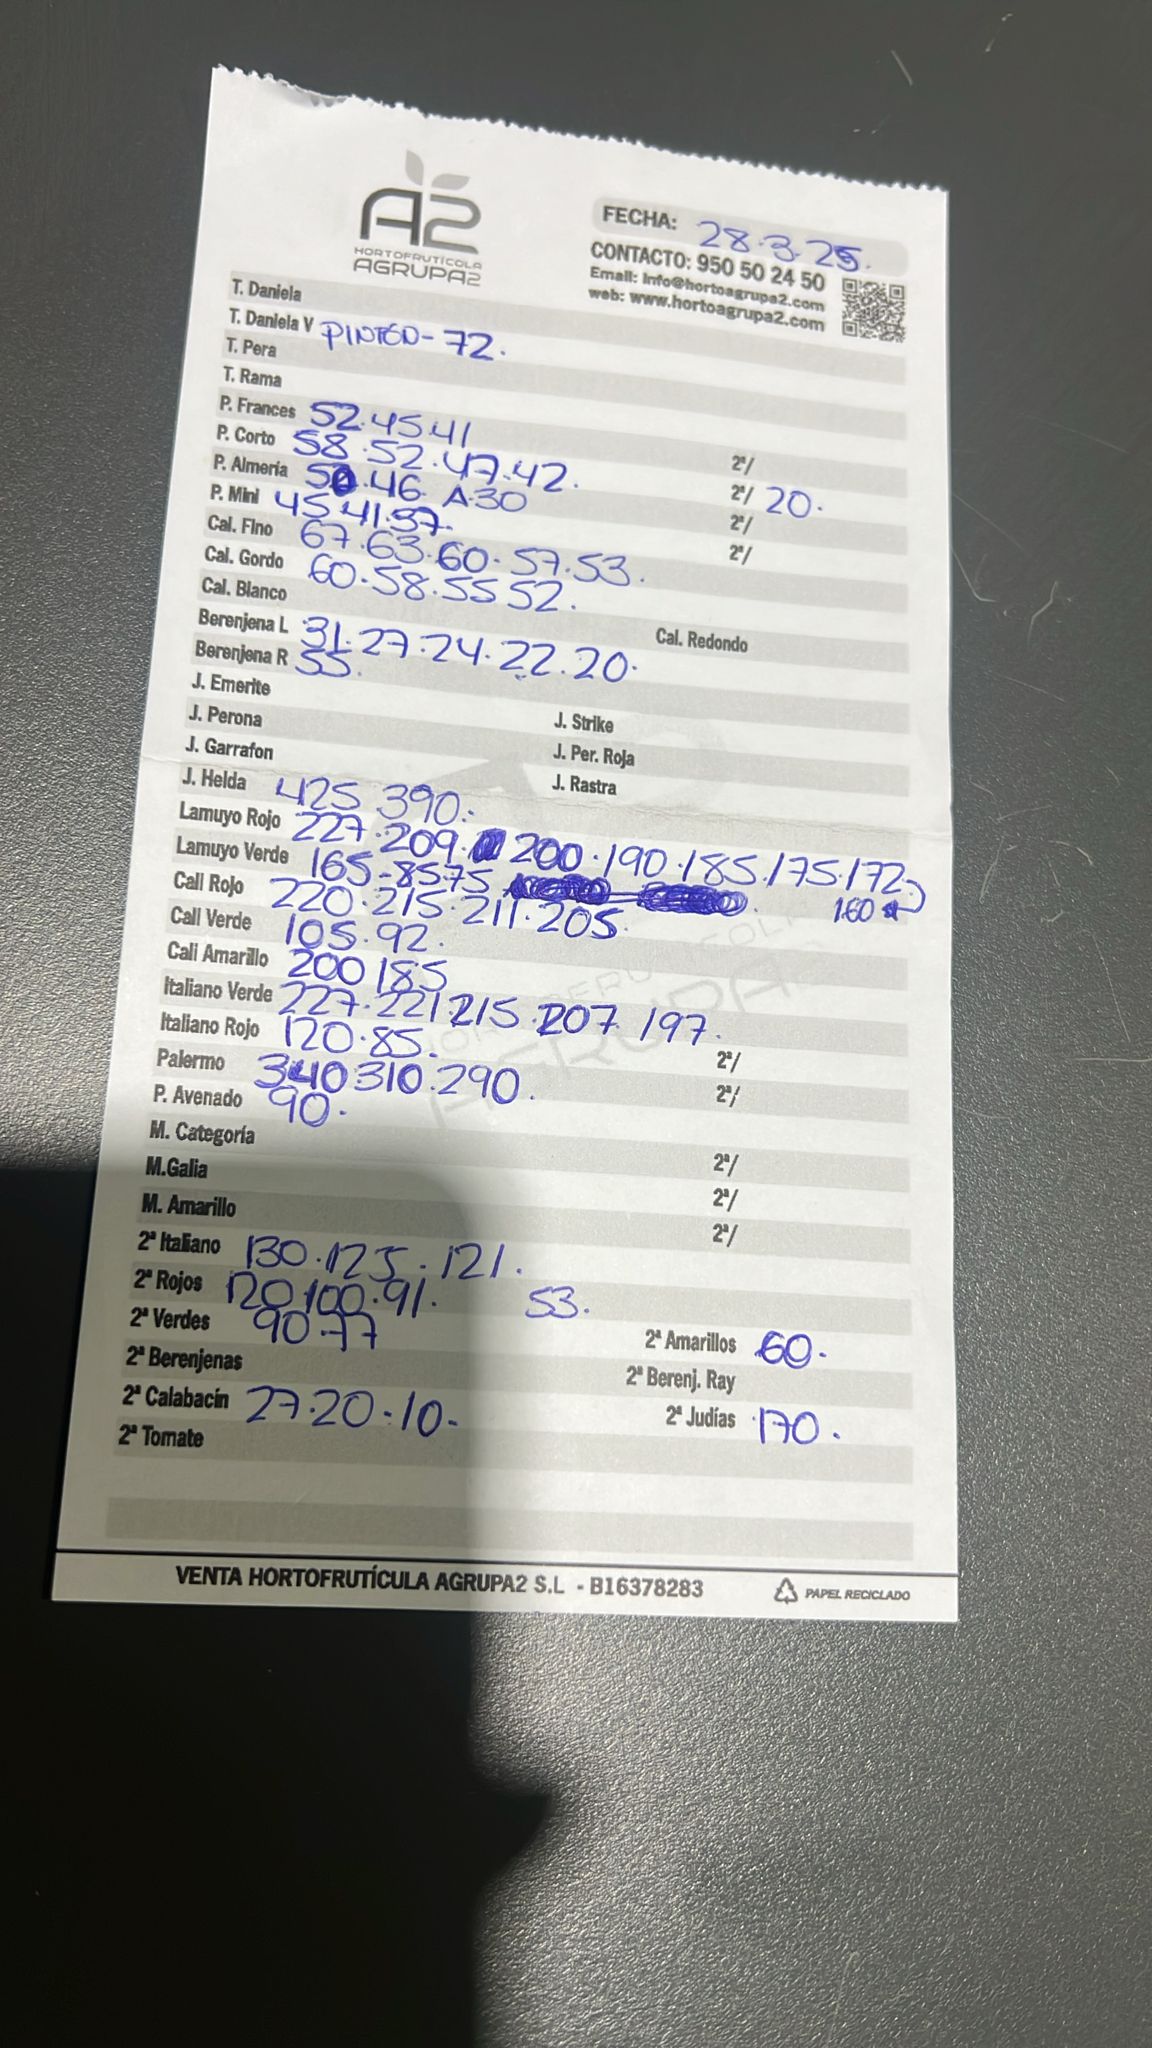 A2
HORTOFRUTÍCOLA
AGRUPA2
FECHA: 28.3.25.
CONTACTO: 950 50 24 50
Email: Info@hortoagrupa2.com
web: www.hortoagrupa2.com
T. Daniela
T. Daniela V PINTÓN-72.
T. Pera
T. Rama
P. Frances 52.45.41 2ª/
P. Corto 58.52.47.42. 2ª/ 20.
P. Almería 50.46. A-30 2ª/
P. Mini 45.41.37. 2ª/
Cal. Fino 67.63.60.57.53.
Cal. Gordo 60.58.55 52.
Cal. Blanco Cal. Redondo
Berenjena L 31.27.24.22.20.
Berenjena R 55.
J. Emerite J. Strike
J. Perona J. Per. Roja
J. Garrafon J. Rastra
J. Helda 425 390.
Lamuyo Rojo 227.209. 200.190.185.175.172.
160
Lamuyo Verde 165-85-75
Cali Rojo 220.215.211.205.
Cali Verde 105.92.
Cali Amarillo 200 185
Italiano Verde 227.221 215.207 197. 2ª/
Italiano Rojo 120.85. 2ª/
Palermo 340 310.290.
P. Avenado 90.
M. Categoría 2ª/
M.Galia 2ª/
M. Amarillo 2ª/
2ª Italiano 130.125.121.
2ª Rojos 120.100.91. 53.
2ª Verdes 90-77 2ª Amarillos 60.
2ª Berenjenas 2ª Berenj. Ray
2ª Calabacín 27.20-10- 2ª Judías 170.
2ª Tomate
VENTA HORTOFRUTÍCULA AGRUPA2 S.L - B16378283
PAPEL RECICLADO